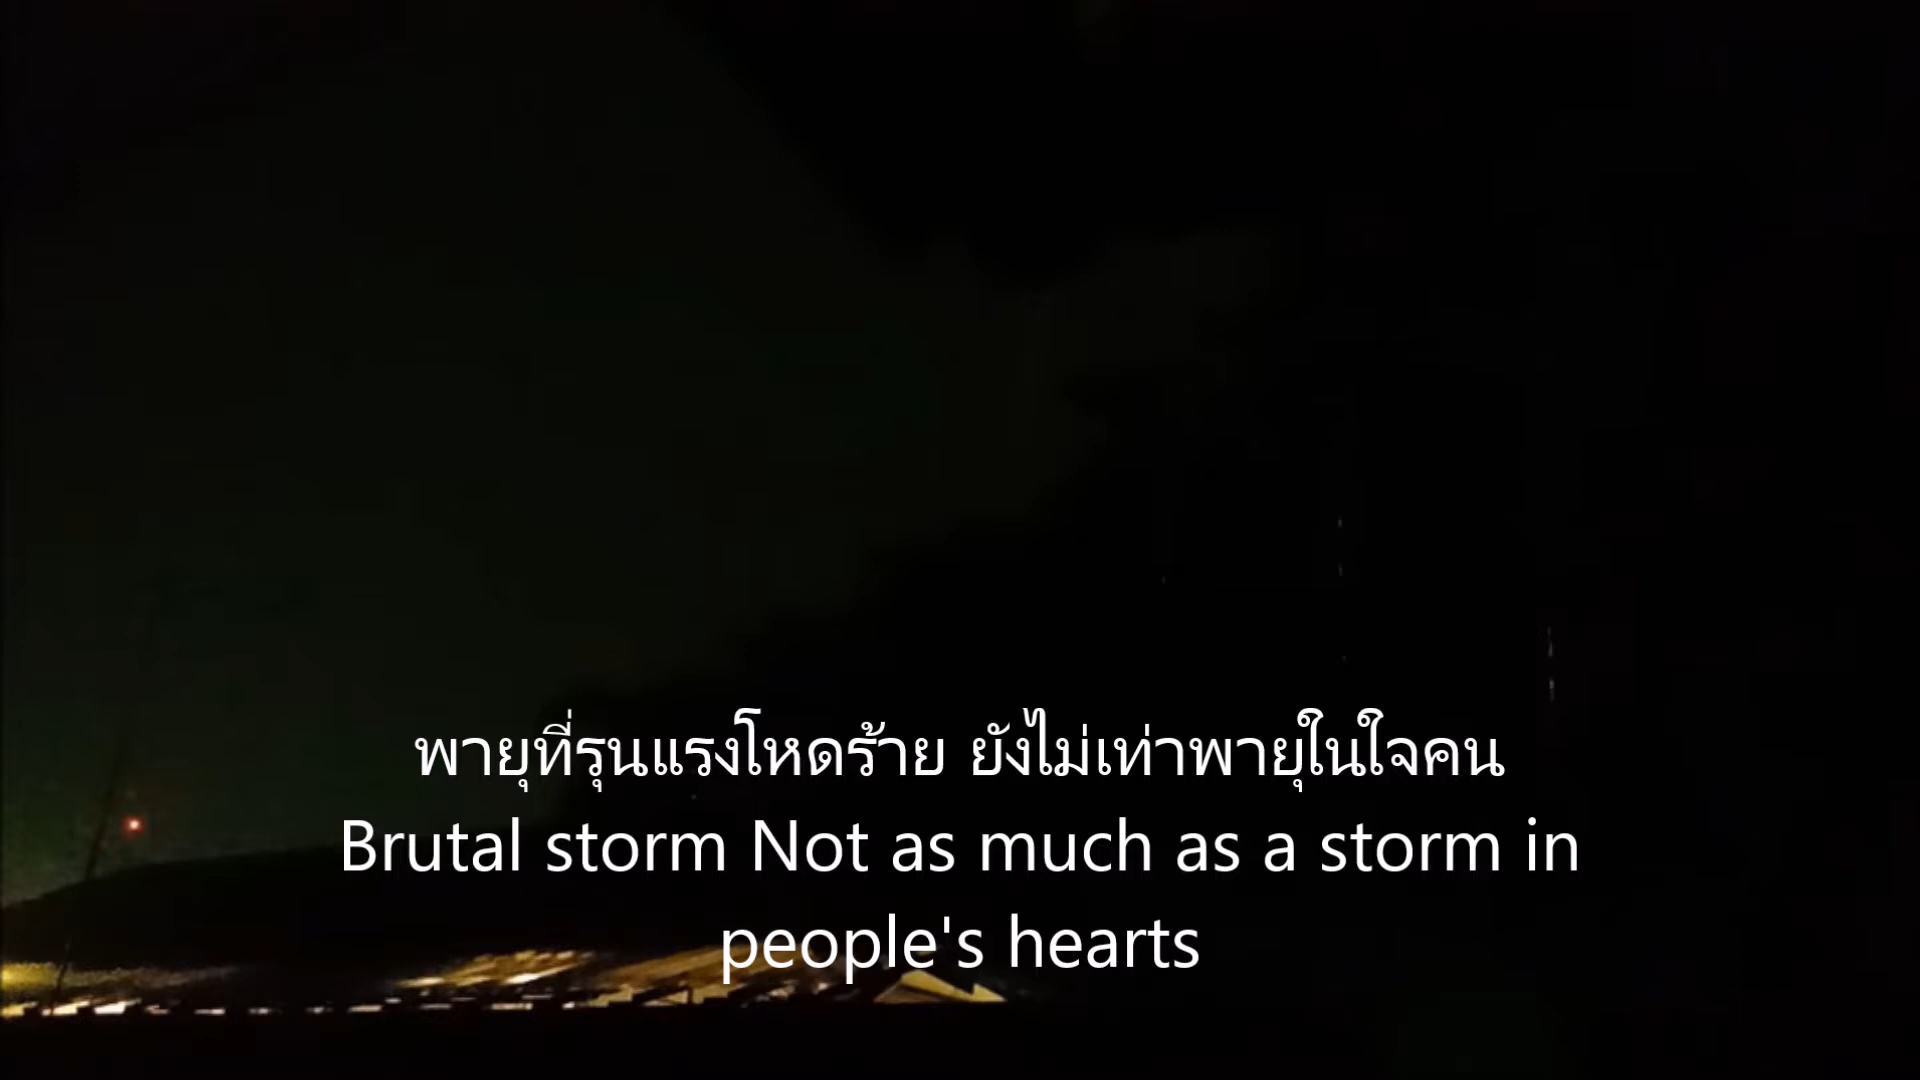 พายุที่รุนแรงโหดร้าย ยังไม่เท่าพายุในใจคน
Brutal storm Not as much as a storm in
people's hearts